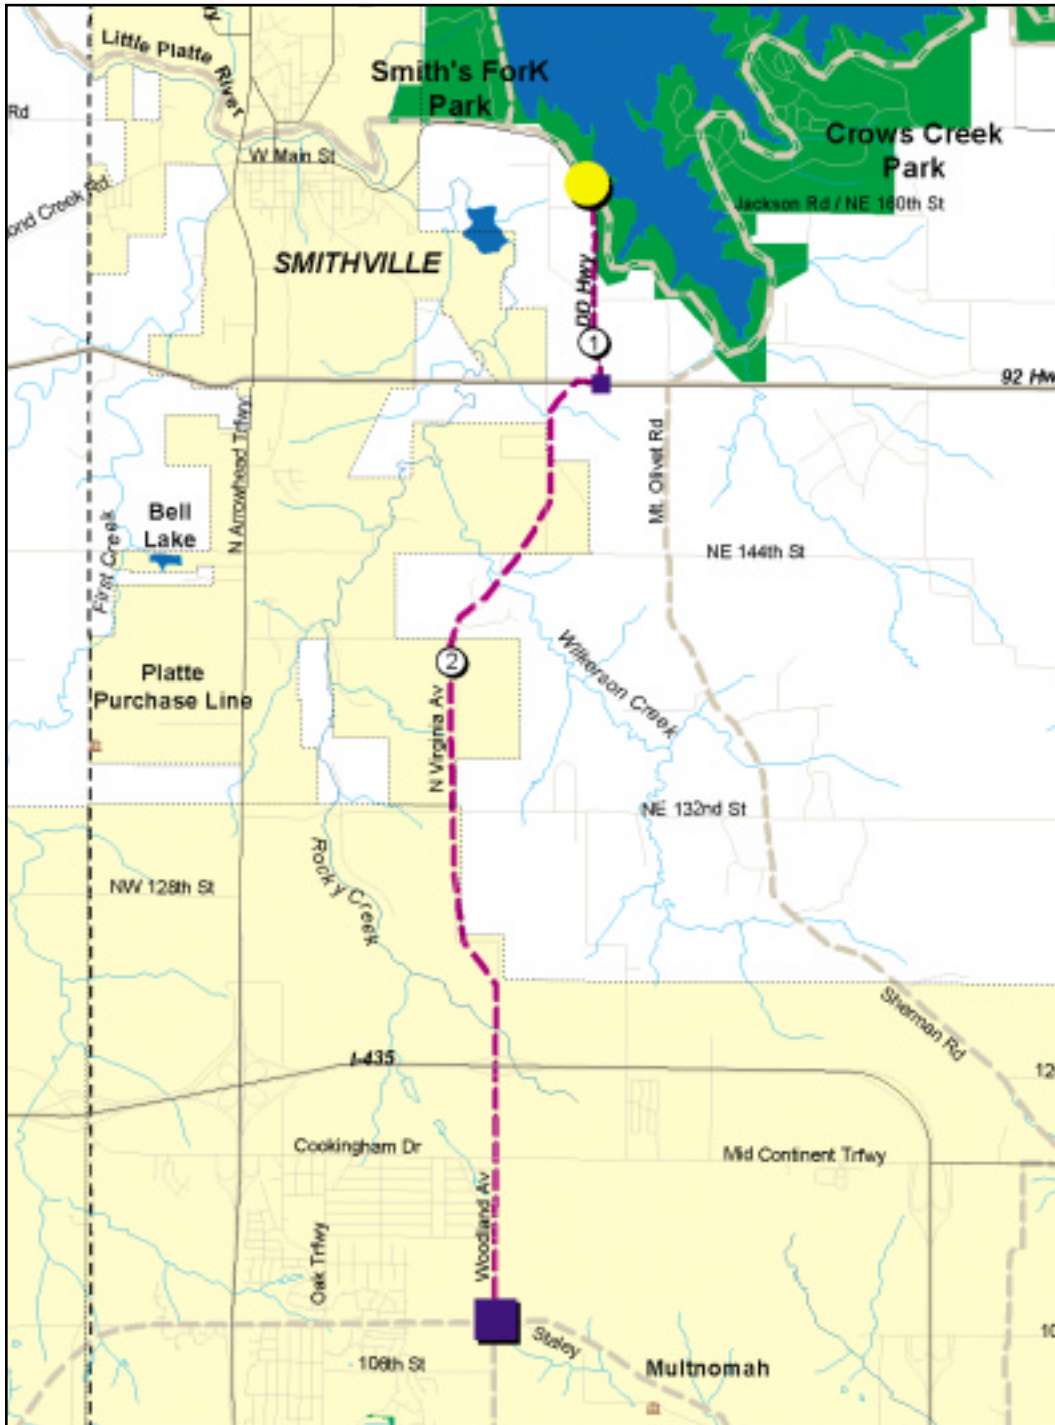 Little Platte River
Smith's ForK
Park
Rd
W Main St
Crows Creek
Park
ond Creek Rd
Jackson Rd / NE 160th St
SMITHVILLE
DD Hwy
1
92 Hw
N Arrowhead Trfwy
Mt. Olivet Rd
Bell
Lake
First Creek
NE 144th St
Wilkerson Creek
2
Platte
Purchase Line
N Virginia Av
NE 132nd St
Rocky Creek
NW 128th St
Sherman Rd
I-435
12
Cookingham Dr
Mid Continent Trfwy
Woodland Av
Oak Trfwy
10
Staley
108th St
Multnomah